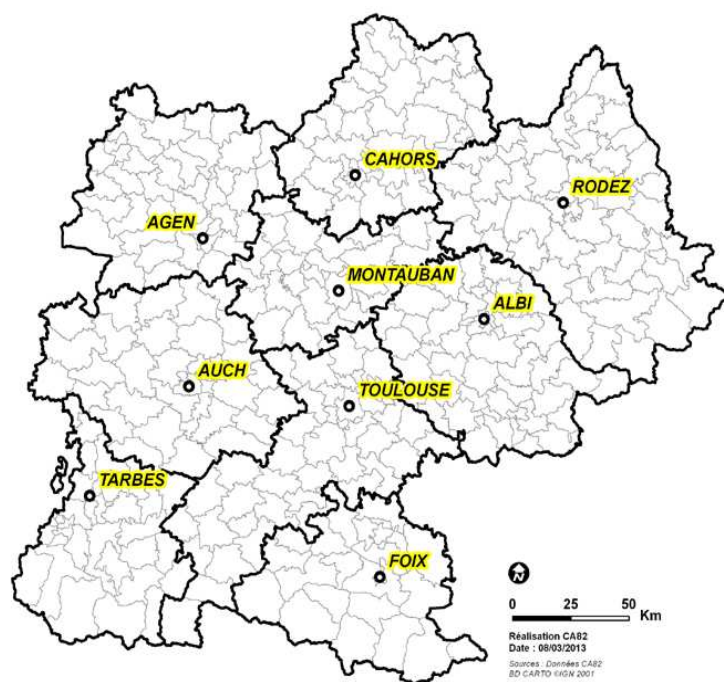 CAHORS
RODEZ
AGEN
MONTAUBAN
ALBI
AUCH
TOULOUSE
TARBES
FOIX
N
0 25 50 Km
Réalisation CA82
Date : 08/03/2013
Sources : Données CA82
BD CARTO ©IGN 2001